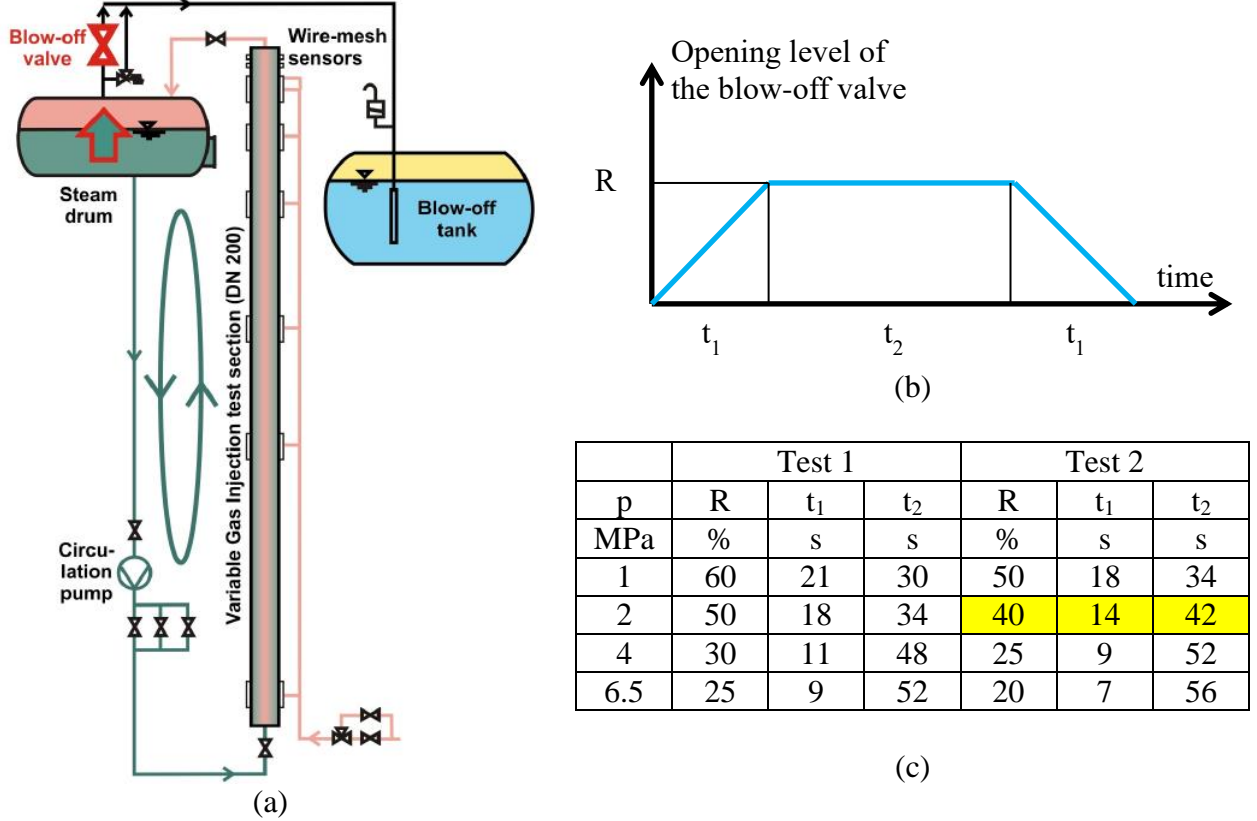 Blow-off
valve
Wire-mesh
sensors
Steam
drum
Blow-off
tank
Variable Gas Injection test section (DN 200)
Circu-
lation
pump
(a)
Opening level of
the blow-off valve
R
time
t₁ t₂ t₁
(b)
Test 1 Test 2
p R t₁ t₂ R t₁ t₂
MPa % s s % s s
1 60 21 30 50 18 34
2 50 18 34 40 14 42
4 30 11 48 25 9 52
6.5 25 9 52 20 7 56
(c)